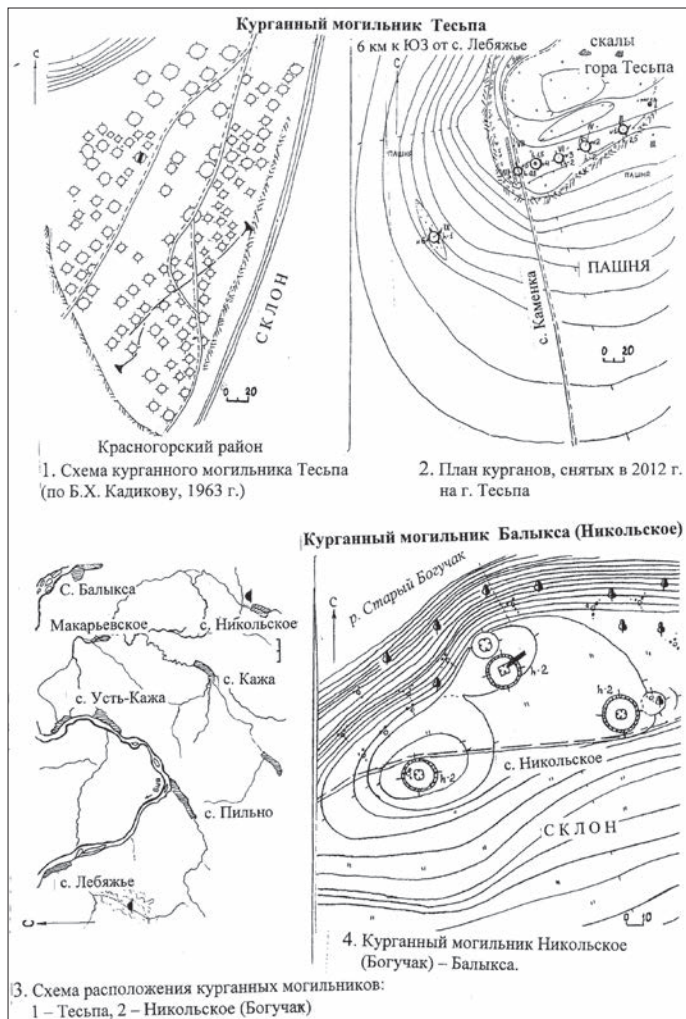 Курганный могильник Тесьпа
6 км к ЮЗ от с. Лебяжье
С
С
скалы
гора Тесьпа
ПАШНЯ
ПАШНЯ
ПАШНЯ
с. Каменка
СКЛОН
0 20
0 20
Красногорский район
1. Схема курганного могильника Тесьпа
(по Б.Х. Кадикову, 1963 г.)
2. План курганов, снятых в 2012 г.
на г. Тесьпа
Курганный могильник Балыкса (Никольское)
С. Балыкса
Макарьевское
с. Никольское
с. Кажа
с. Усть-Кажа
с. Пильно
с. Лебяжье
С
С
р. Старый Богучак
h-2
h-2
h-2
с. Никольское
СКЛОН
0 10
4. Курганный могильник Никольское
(Богучак) – Балыкса.
3. Схема расположения курганных могильников:
1 – Тесьпа, 2 – Никольское (Богучак)